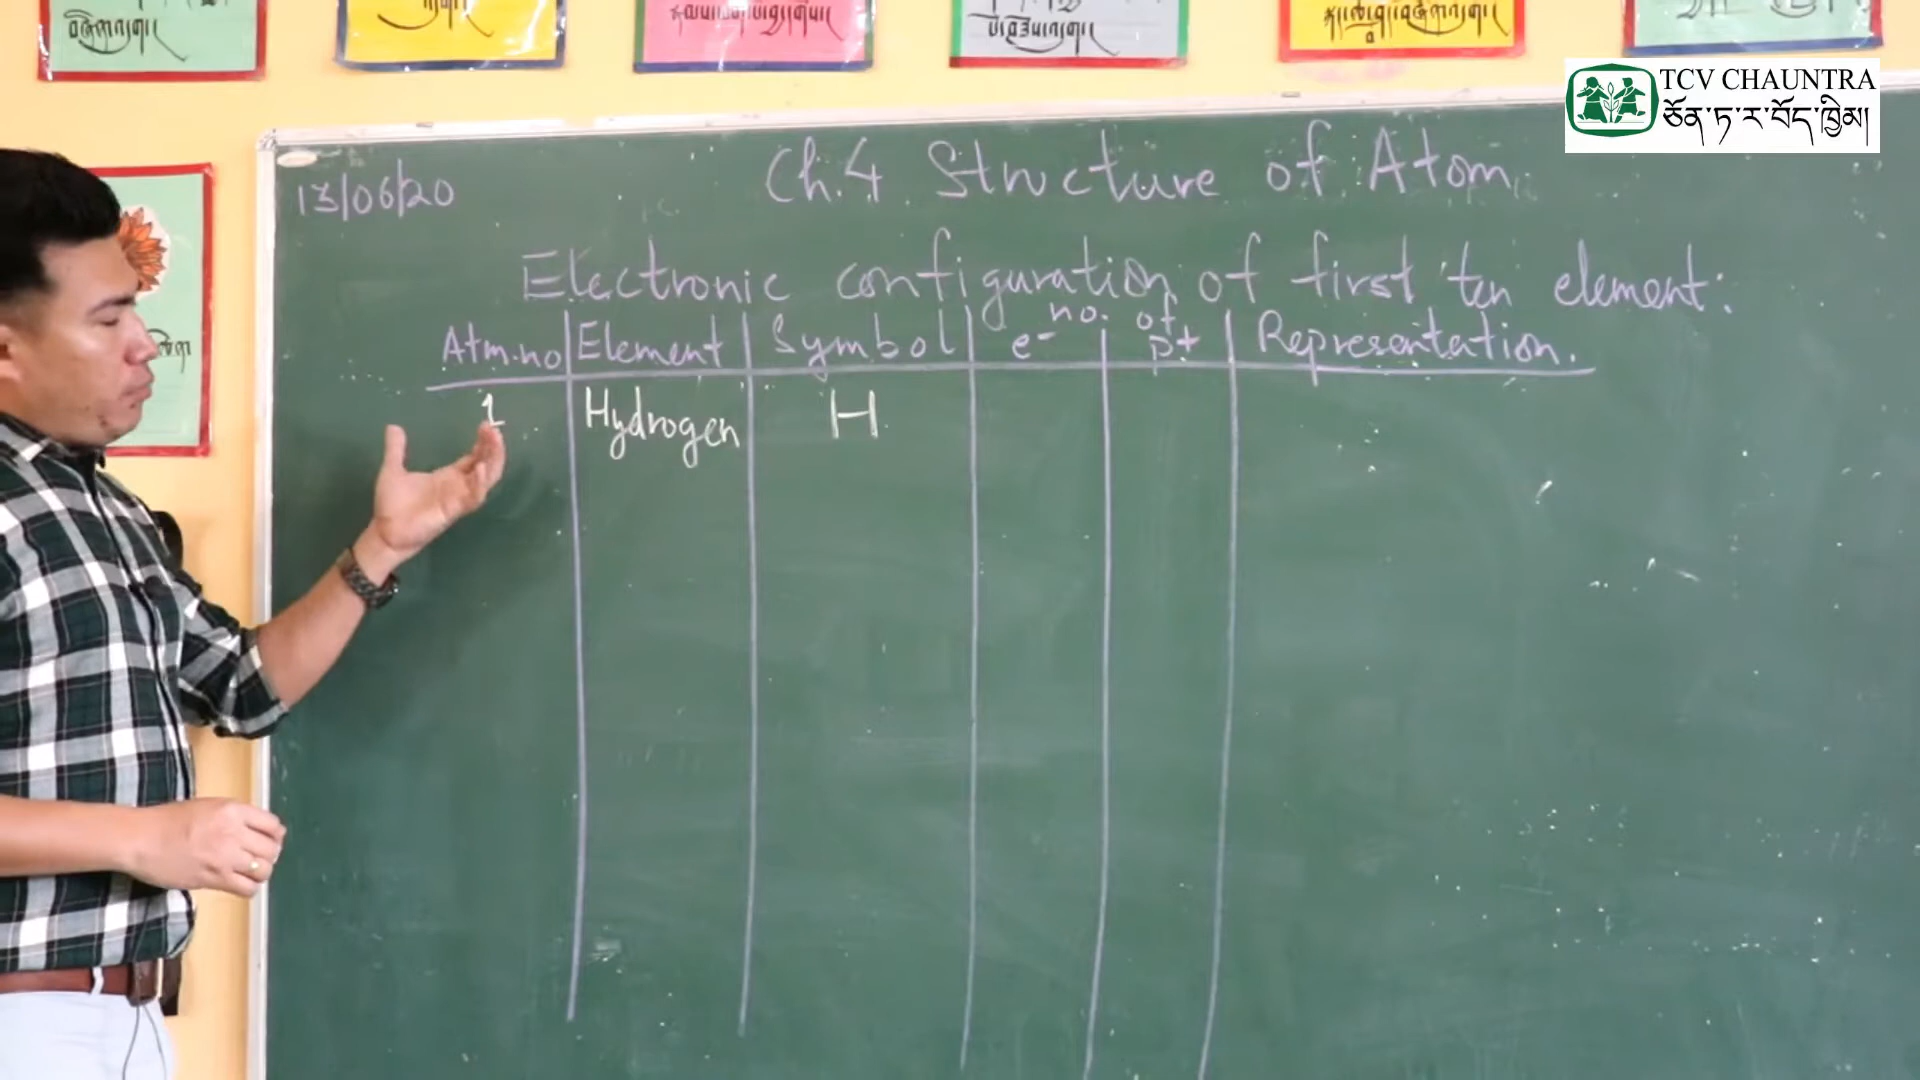 TCV CHAUNTRA
ཅོན་ཏ་ར་བོད་ཁྱིམ།
13/06/20
Ch.4 Structure of Atom
Electronic configuration of first ten element:
no. of
Atm.no Element Symbol e- p+ Representation.
1 Hydrogen H